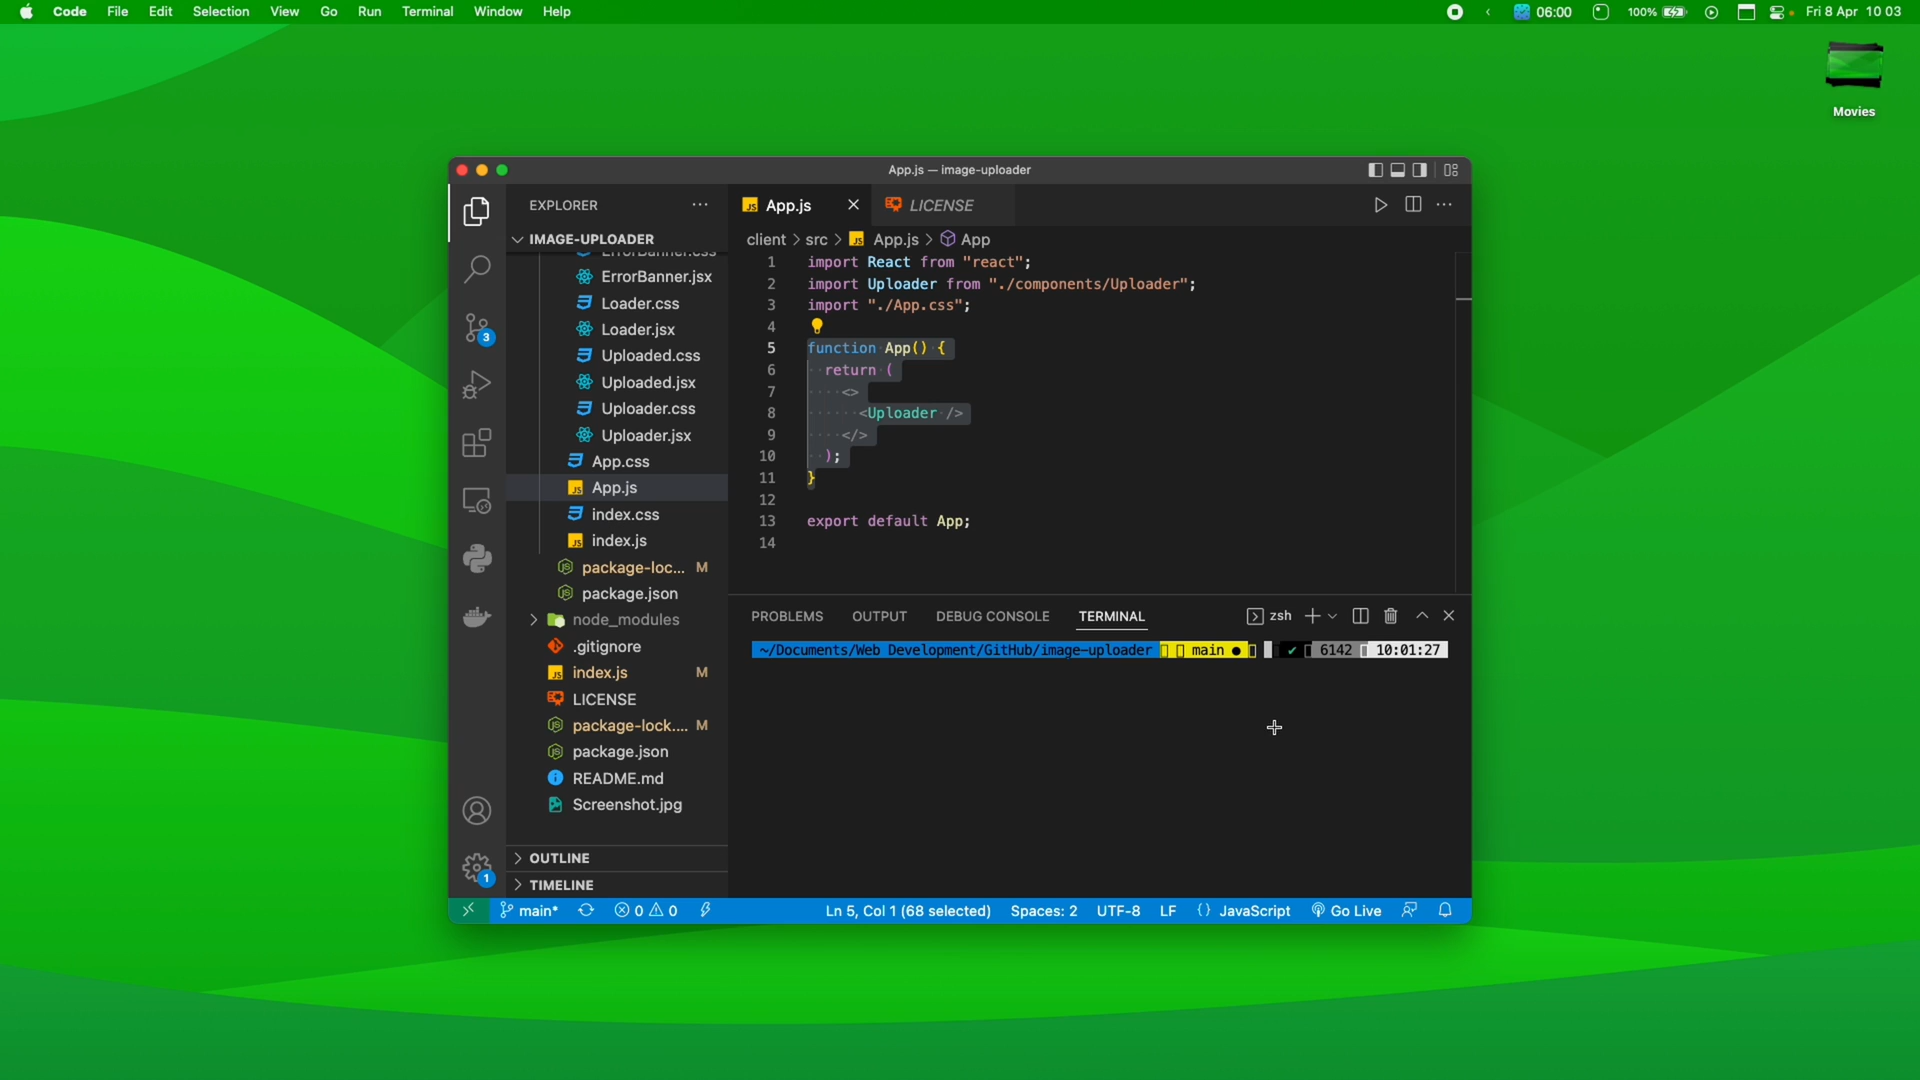 Code File Edit Selection View Go Run Terminal Window Help
06:00 100% Fri 8 Apr 10 03
Movies
App.js — image-uploader
EXPLORER
App.js
LICENSE
IMAGE-UPLOADER
client > src > App.js > App
ErrorBanner.css
ErrorBanner.jsx
Loader.css
Loader.jsx
Uploaded.css
Uploaded.jsx
Uploader.css
Uploader.jsx
App.css
App.js
index.css
index.js
package-loc... M
package.json
node_modules
.gitignore
index.js M
LICENSE
package-lock.... M
package.json
README.md
Screenshot.jpg
OUTLINE
TIMELINE
1 import React from "react";
2 import Uploader from "./components/Uploader";
3 import "./App.css";
4
5 function App() {
6 return (
7 <>
8 <Uploader />
9 </>
10 );
11 }
12
13 export default App;
14
PROBLEMS OUTPUT DEBUG CONSOLE TERMINAL zsh
~/Documents/Web Development/GitHub/image-uploader main ● ✔ 6142 10:01:27
3
1
main* 0 0 Ln 5, Col 1 (68 selected) Spaces: 2 UTF-8 LF {} JavaScript Go Live